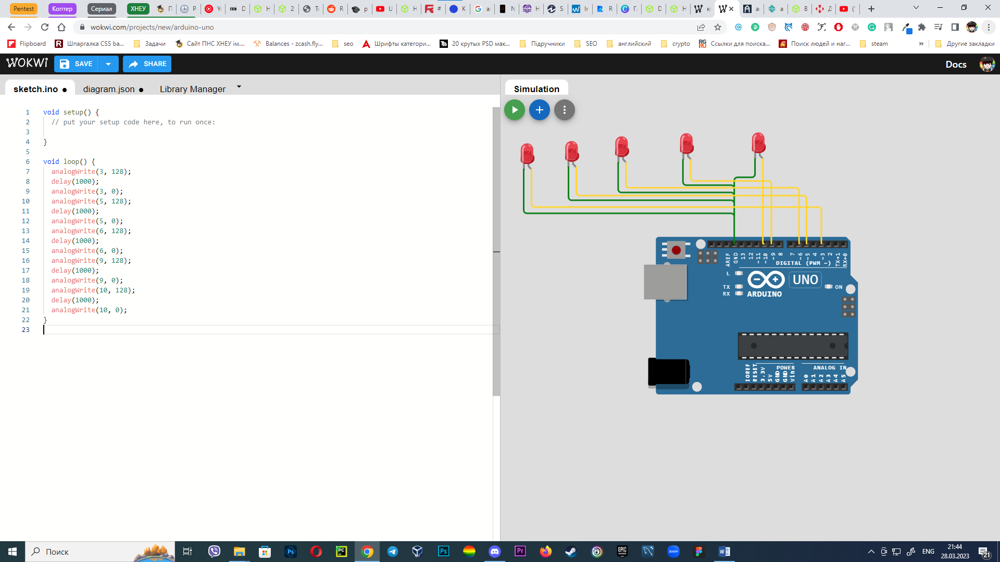 Pentest Коптер Сериал ХНЕУ
wokwi.com/projects/new/arduino-uno
Flipboard Шпаргалка CSS ba... Задачи Сайт ПНС ХНЕУ ім.... Balances - zcash.fly... seo Шрифты категори... 20 крутых PSD мак... Підручники SEO английский crypto Ссылки для поиска... Поиск людей и наг... steam » Другие закладки
WOKWI SAVE SHARE Docs
sketch.ino diagram.json Library Manager
Simulation
1 void setup() {
2 // put your setup code here, to run once:
3
4 }
5
6 void loop() {
7 analogWrite(3, 128);
8 delay(1000);
9 analogWrite(3, 0);
10 analogWrite(5, 128);
11 delay(1000);
12 analogWrite(5, 0);
13 analogWrite(6, 128);
14 delay(1000);
15 analogWrite(6, 0);
16 analogWrite(9, 128);
17 delay(1000);
18 analogWrite(9, 0);
19 analogWrite(10, 128);
20 delay(1000);
21 analogWrite(10, 0);
22 }
23
AREF GND 13 12 ~11 ~10 ~9 8 7 ~6 ~5 4 ~3 2 TX→1 RX←0
DIGITAL (PWM ~)
L
UNO
TX
RX
ON
ARDUINO
POWER ANALOG IN
IOREF RESET 3.3V 5V GND GND Vin A0 A1 A2 A3 A4 A5
Поиск
ENG
21:44
28.03.2023
21